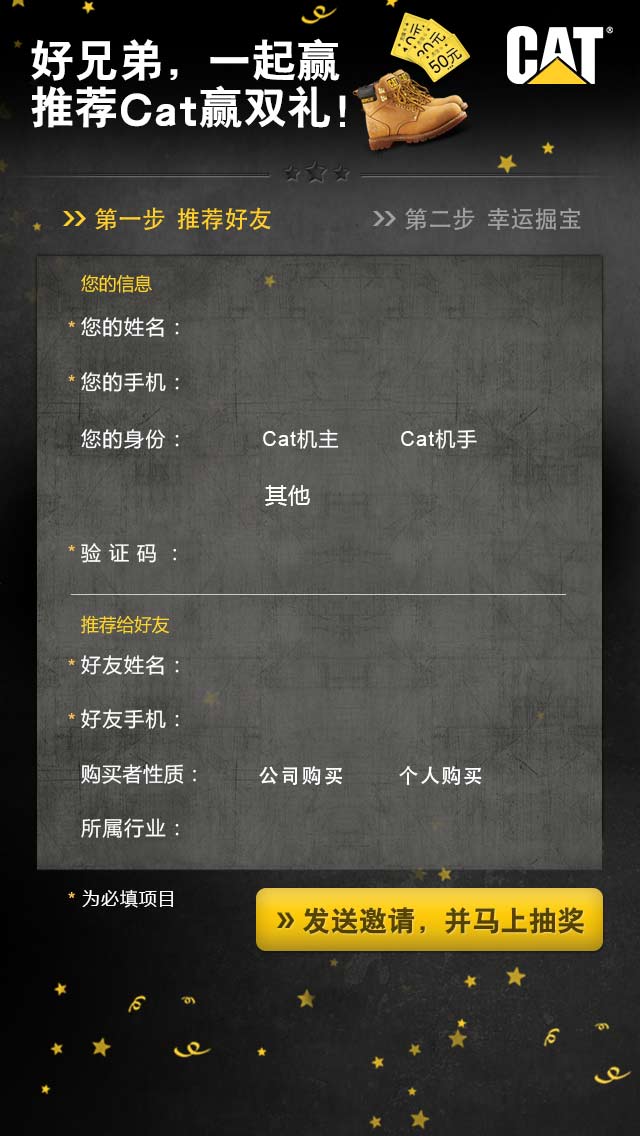 好兄弟，一起赢
推荐Cat赢双礼！
50元
CAT®
>> 第一步 推荐好友
>> 第二步 幸运掘宝
您的信息
* 您的姓名：
* 您的手机：
您的身份： Cat机主 Cat机手
其他
* 验证码：
推荐给好友
* 好友姓名：
* 好友手机：
购买者性质： 公司购买 个人购买
所属行业：
* 为必填项目
>> 发送邀请，并马上抽奖